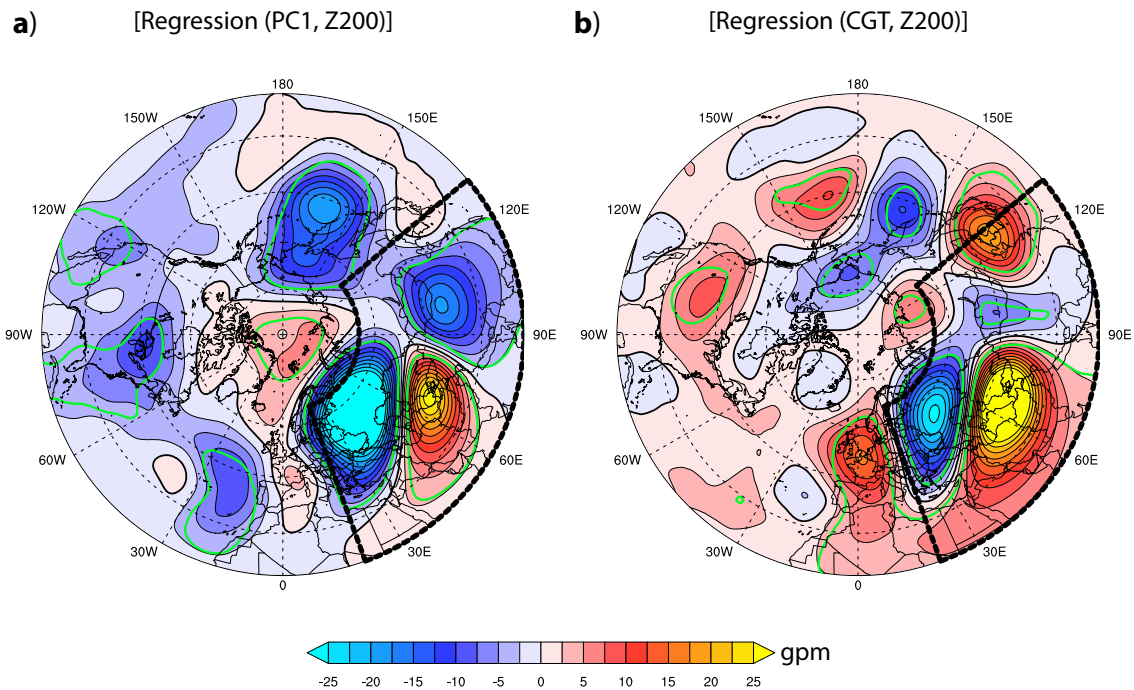 a) [Regression (PC1, Z200)]
b) [Regression (CGT, Z200)]
180
150W 150E
120W 120E
90W 90E
60W 60E
30W 30E
0
180
150W 150E
120W 120E
90W 90E
60W 60E
30W 30E
0
gpm
-25 -20 -15 -10 -5 0 5 10 15 20 25